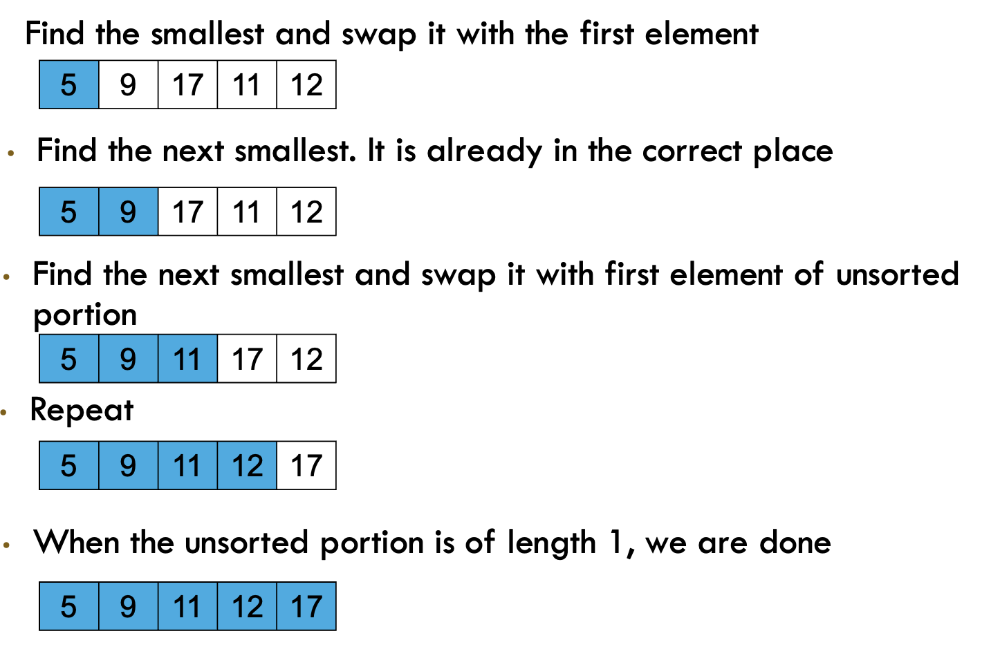 Find the smallest and swap it with the first element
5 9 17 11 12
• Find the next smallest. It is already in the correct place
5 9 17 11 12
• Find the next smallest and swap it with first element of unsorted
portion
5 9 11 17 12
• Repeat
5 9 11 12 17
• When the unsorted portion is of length 1, we are done
5 9 11 12 17